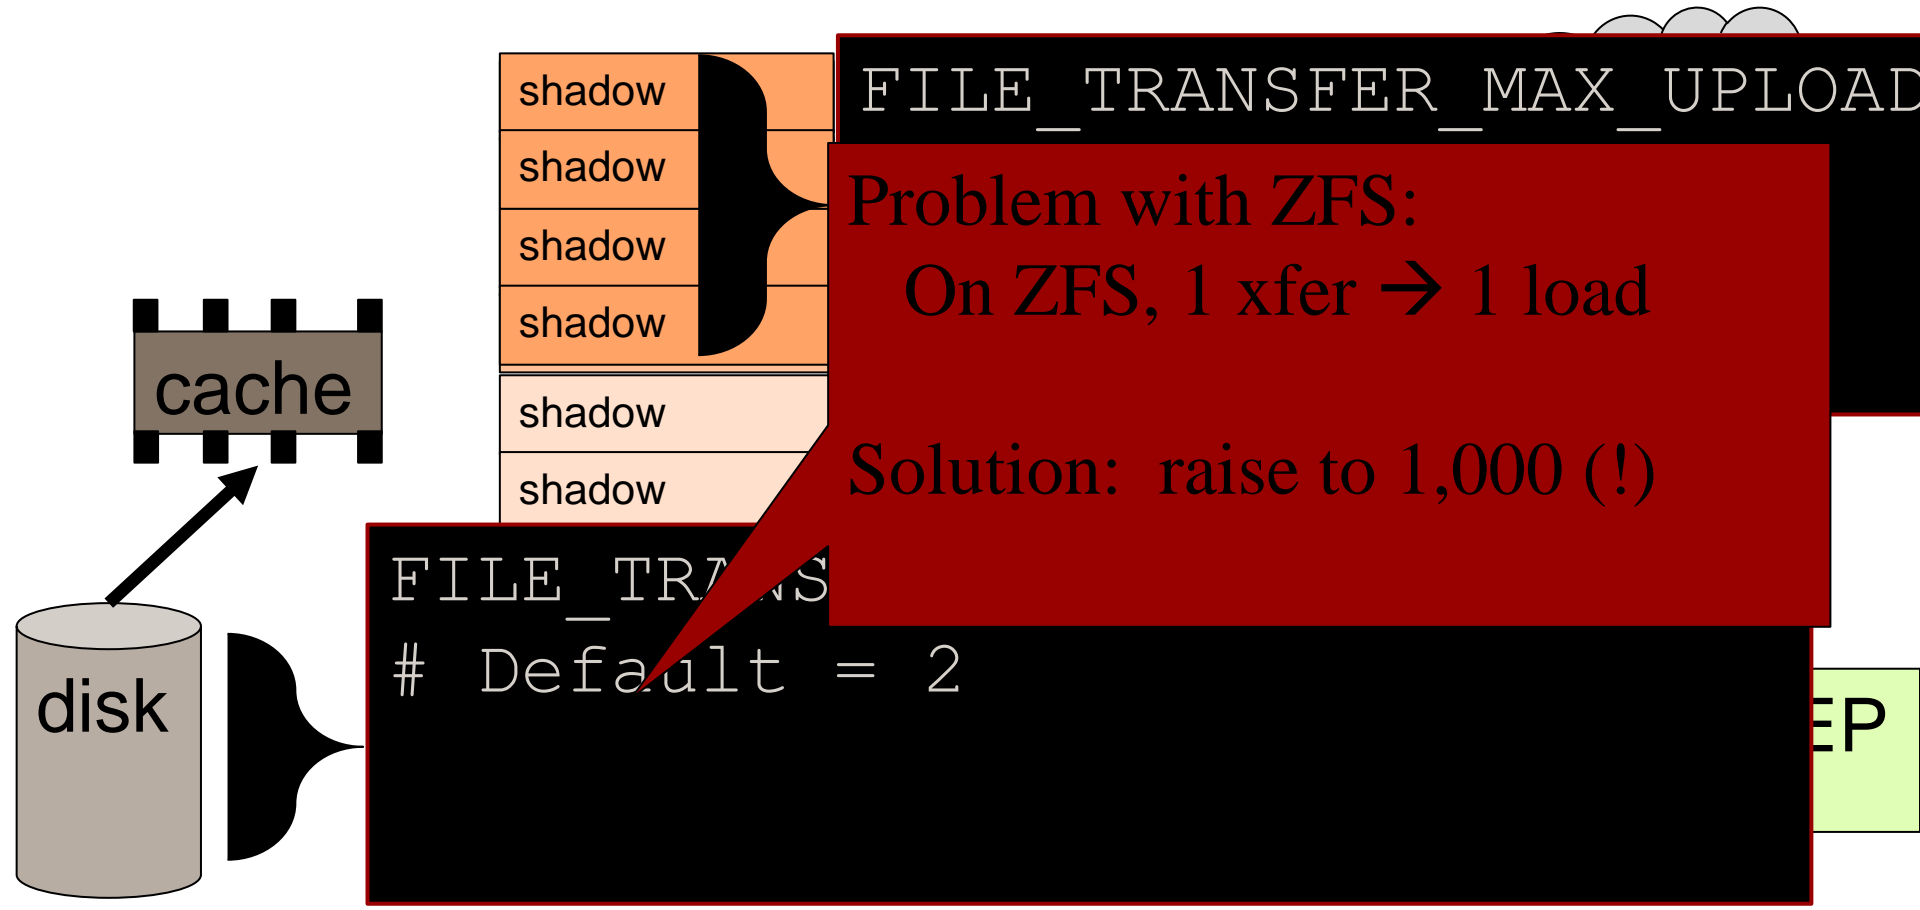 FILE_TRANSFER_MAX_UPLOAD
shadow
shadow
shadow
shadow
shadow
shadow
Problem with ZFS:
On ZFS, 1 xfer → 1 load
Solution: raise to 1,000 (!)
cache
# Default = 2
disk
EP